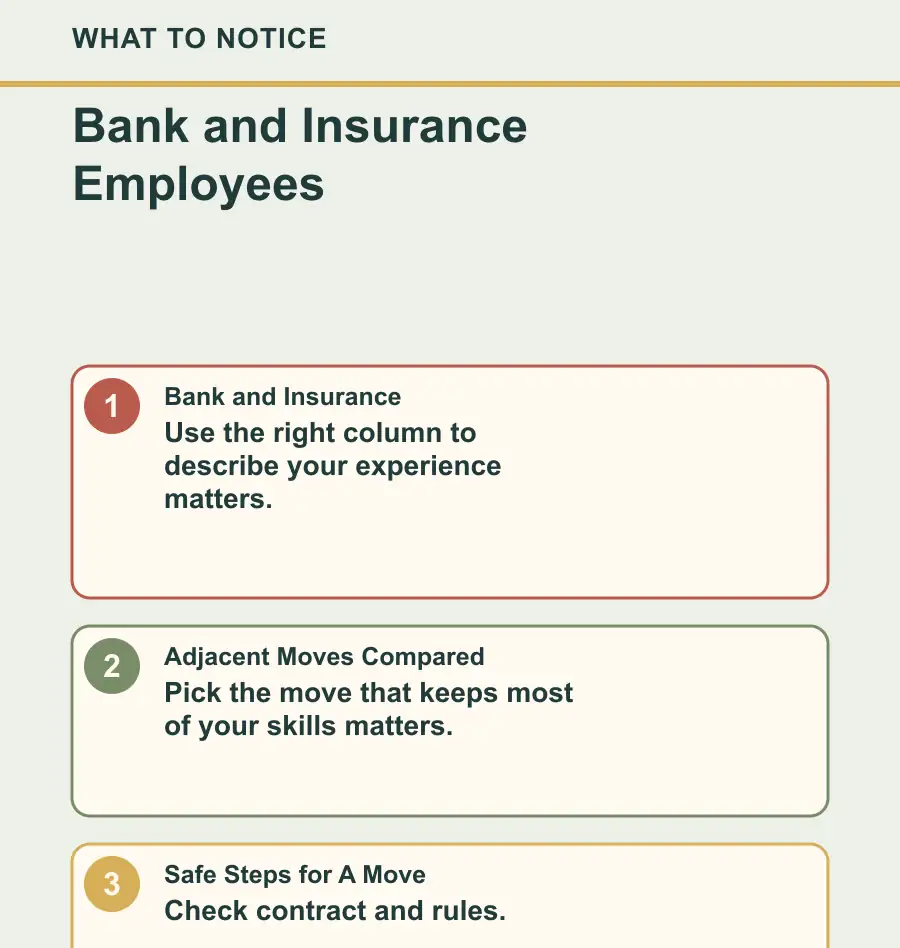 WHAT TO NOTICE
Bank and Insurance
Employees
1
Bank and Insurance
Use the right column to
describe your experience
matters.
2
Adjacent Moves Compared
Pick the move that keeps most
of your skills matters.
3
Safe Steps for A Move
Check contract and rules.